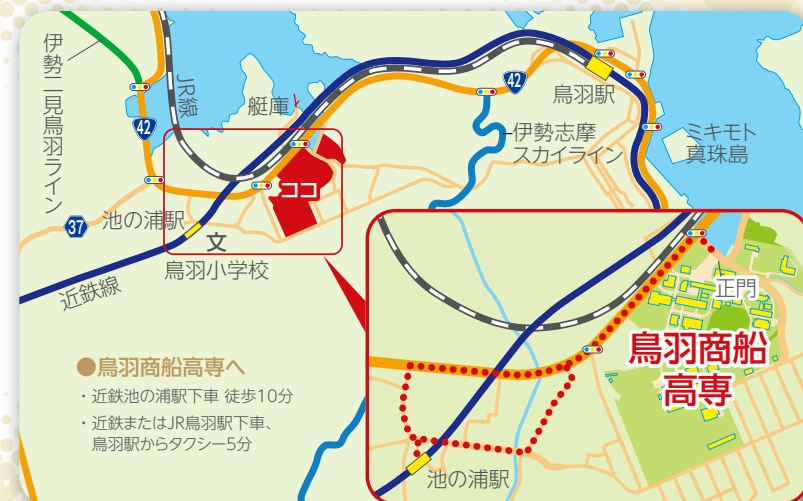 伊勢二見鳥羽ライン
JR線
42
艇庫
42
鳥羽駅
伊勢志摩
スカイライン
ミキモト
真珠島
ココ
37
池の浦駅
文
鳥羽小学校
近鉄線
●鳥羽商船高専へ
・近鉄池の浦駅下車 徒歩10分
・近鉄またはJR鳥羽駅下車、
鳥羽駅からタクシー5分
正門
鳥羽商船
高専
池の浦駅